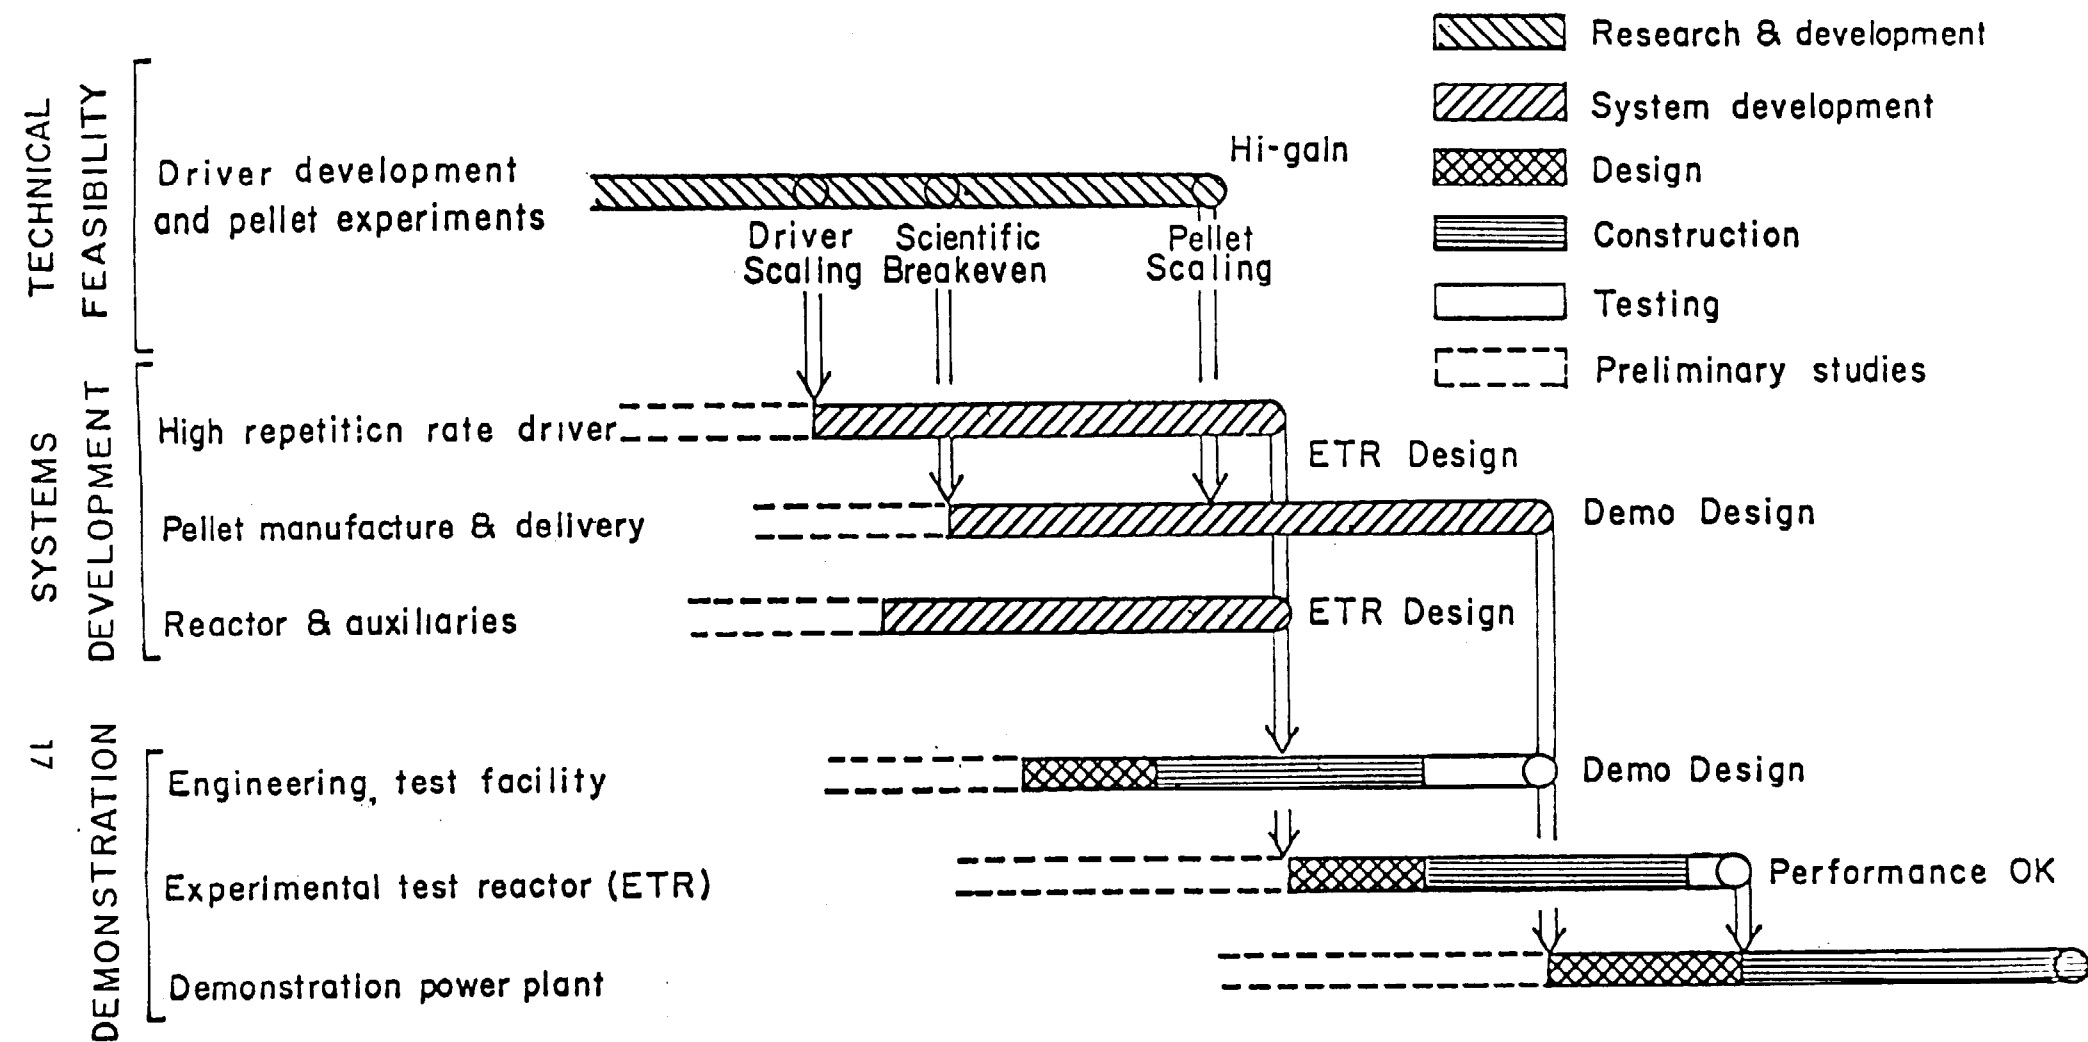 Research & development
System development
Design
Construction
Testing
Preliminary studies
TECHNICAL
FEASIBILITY
Driver development
and pellet experiments
Hi-gain
Driver
Scaling
Scientific
Breakeven
Pellet
Scaling
SYSTEMS
DEVELOPMENT
High repetition rate driver
ETR Design
Pellet manufacture & delivery
Demo Design
Reactor & auxiliaries
ETR Design
17
DEMONSTRATION
Engineering, test facility
Demo Design
Experimental test reactor (ETR)
Performance OK
Demonstration power plant